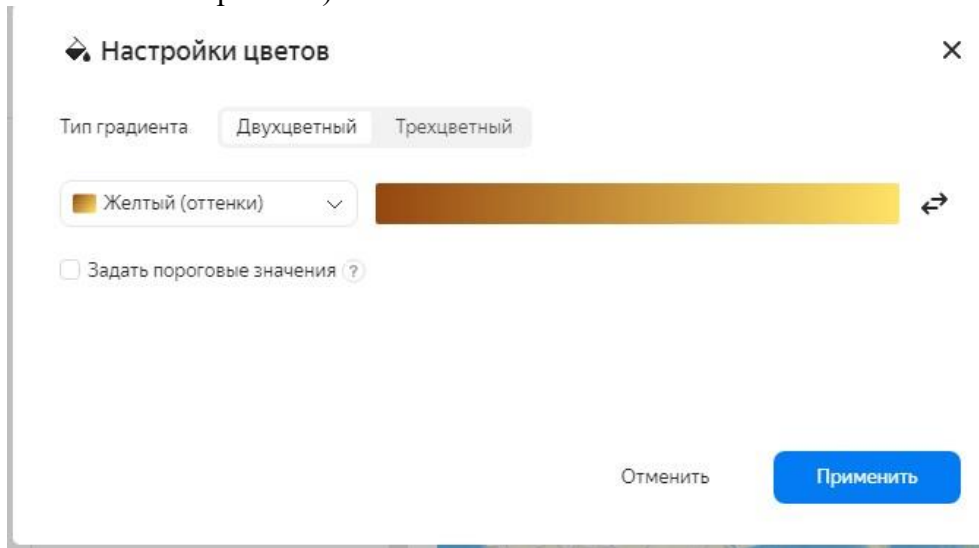 Настройки цветов
Тип градиента Двухцветный Трехцветный
Желтый (оттенки)
Задать пороговые значения ?
Отменить Применить